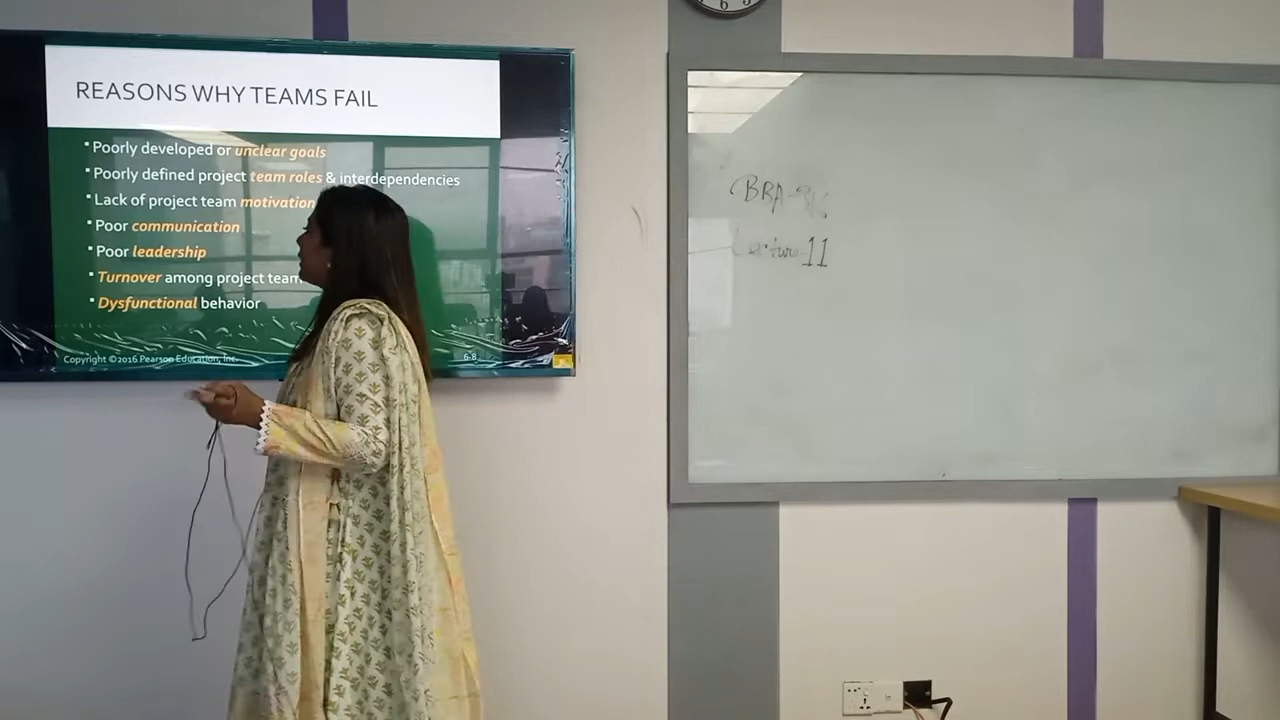 REASONS WHY TEAMS FAIL
Poorly developed or unclear goals
Poorly defined project team roles & interdependencies
Lack of project team motivation
Poor communication
Poor leadership
Turnover among project team
Dysfunctional behavior
Copyright ©2016 Pearson Education, Inc.
6-8
Lecture 11